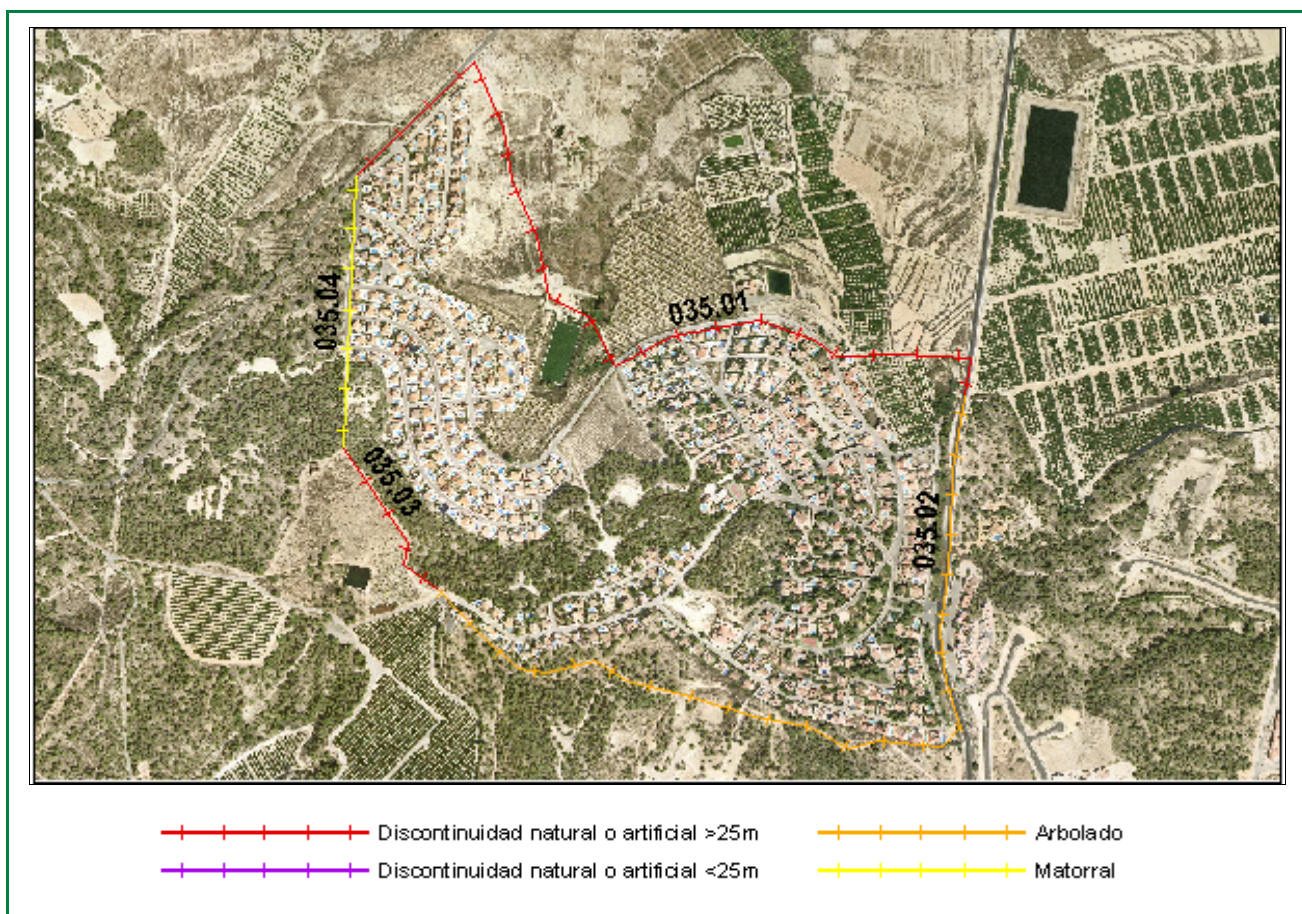 035.01
035.04
035.03
035.02
Discontinuidad natural o artificial >25m
Arbolado
Discontinuidad natural o artificial <25m
Matorral